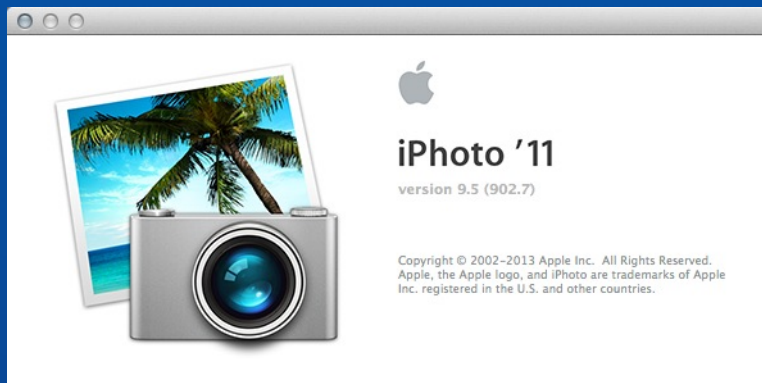 iPhoto ’11
version 9.5 (902.7)
Copyright © 2002–2013 Apple Inc.  All Rights Reserved.
Apple, the Apple logo, and iPhoto are trademarks of Apple
Inc. registered in the U.S. and other countries.